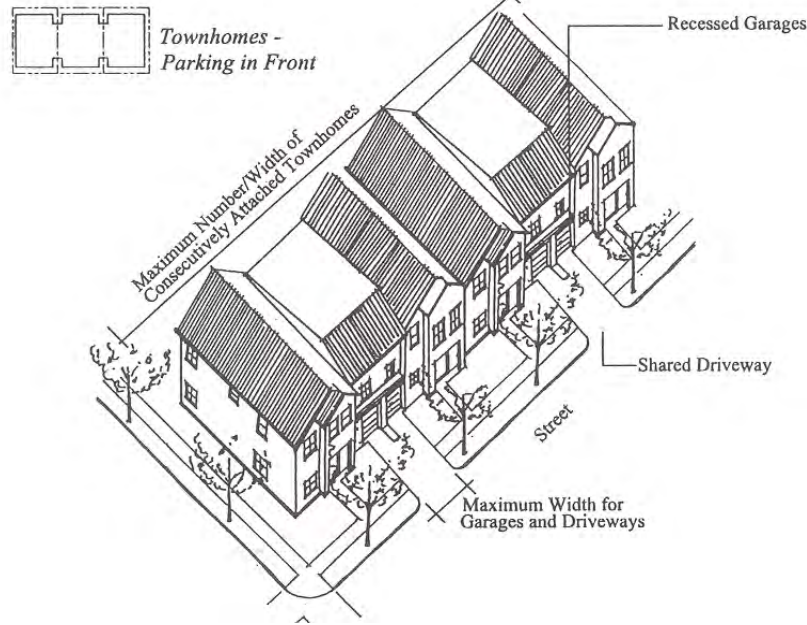 Townhomes -
Parking in Front
Recessed Garages
Maximum Number/Width of
Consecutively Attached Townhomes
Shared Driveway
Street
Maximum Width for
Garages and Driveways